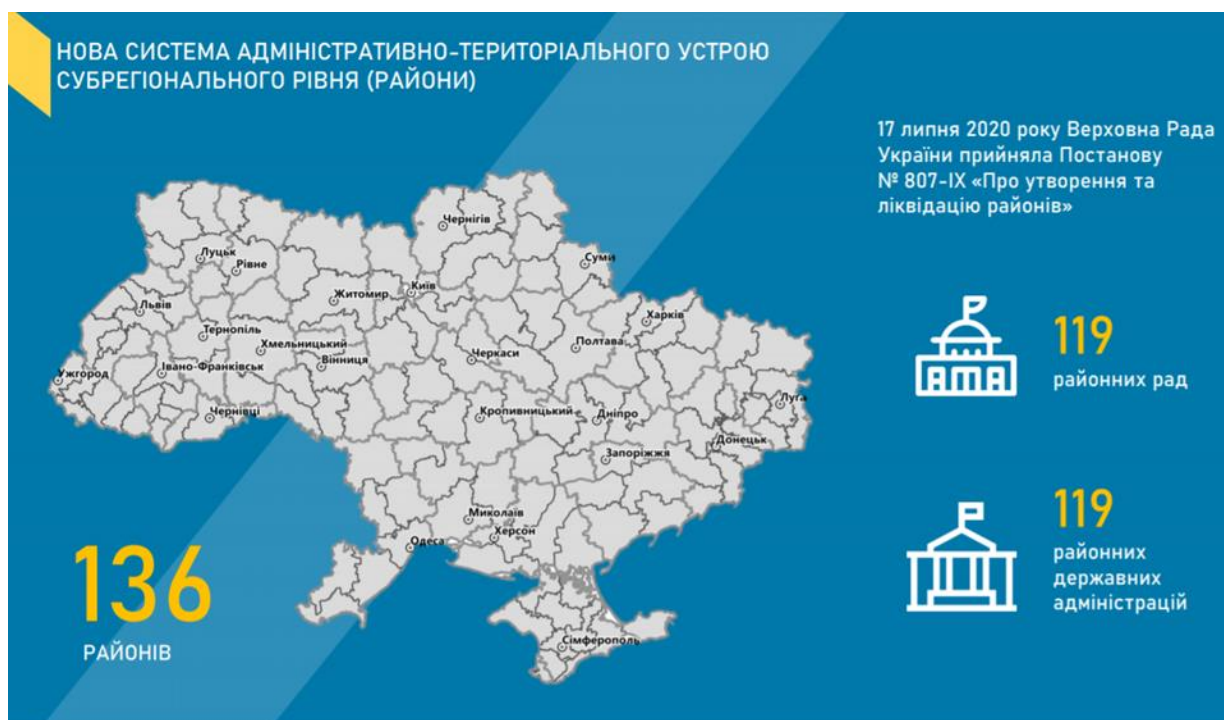 НОВА СИСТЕМА АДМІНІСТРАТИВНО-ТЕРИТОРІАЛЬНОГО УСТРОЮ
СУБРЕГІОНАЛЬНОГО РІВНЯ (РАЙОНИ)
17 липня 2020 року Верховна Рада
України прийняла Постанову
№ 807-IX «Про утворення та
ліквідацію районів»
Чернігів
Луцьк
Рівне
Суми
Житомир
Київ
Львів
Харків
Тернопіль
Хмельницький
Вінниця
Черкаси
Полтава
Ужгород
Івано-Франківськ
Чернівці
Кропивницький
Дніпро
Луга
Донецьк
Запоріжжя
Миколаїв
Херсон
Одеса
Сімферополь
136
РАЙОНІВ
119
районних рад
119
районних
державних
адміністрацій